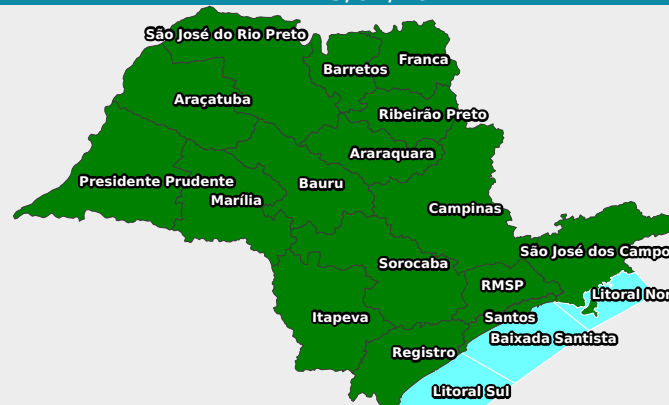 São José do Rio Preto
Franca
Barretos
Araçatuba
Ribeirão Preto
Araraquara
Presidente Prudente
Bauru
Marília
Campinas
São José dos Campo
Sorocaba
RMSP
Litoral Nor
Itapeva
Santos
Baixada Santista
Registro
Litoral Sul